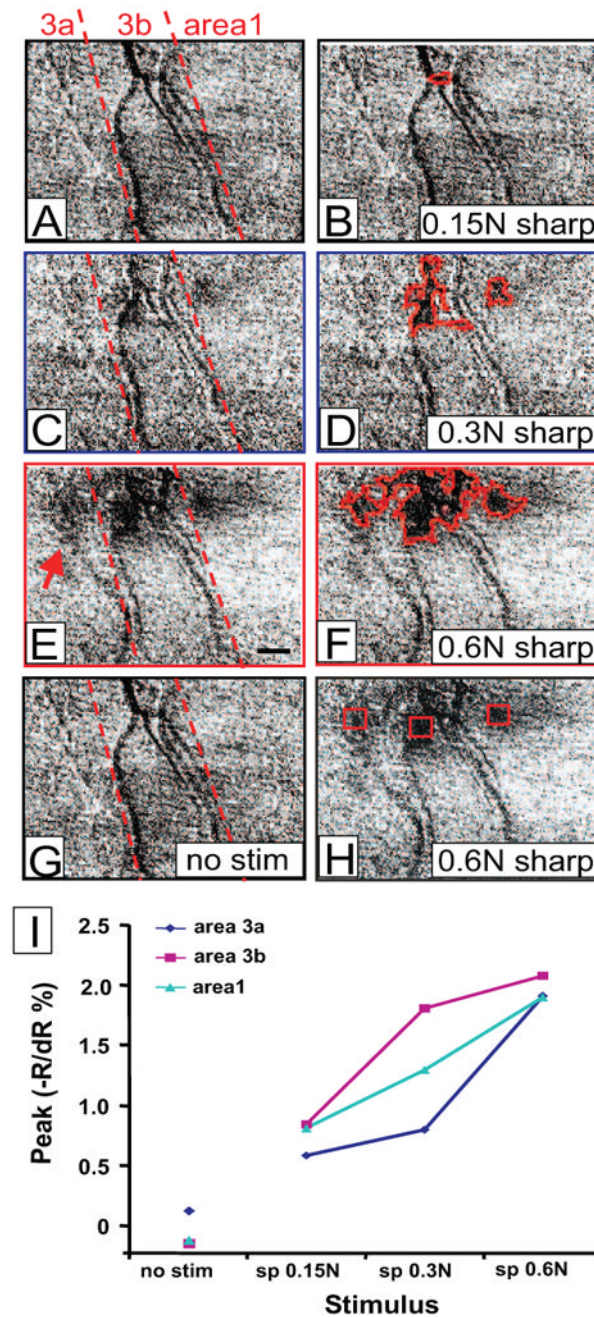 3a 3b area1
A
B 0.15N sharp
C
D 0.3N sharp
E
F 0.6N sharp
G no stim
H 0.6N sharp
I
area 3a
area 3b
area1
2.5
2.0
1.5
1.0
0.5
0
Peak (-R/dR %)
no stim sp 0.15N sp 0.3N sp 0.6N
Stimulus